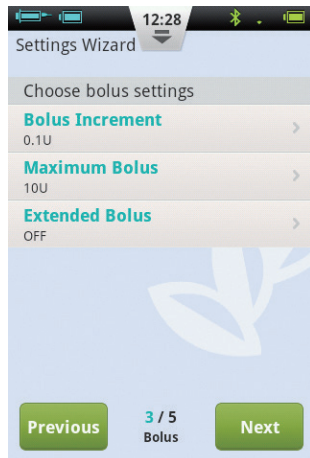 12:28
Settings Wizard
Choose bolus settings
Bolus Increment
0.1U
Maximum Bolus
10U
Extended Bolus
OFF
Previous
3 / 5
Bolus
Next